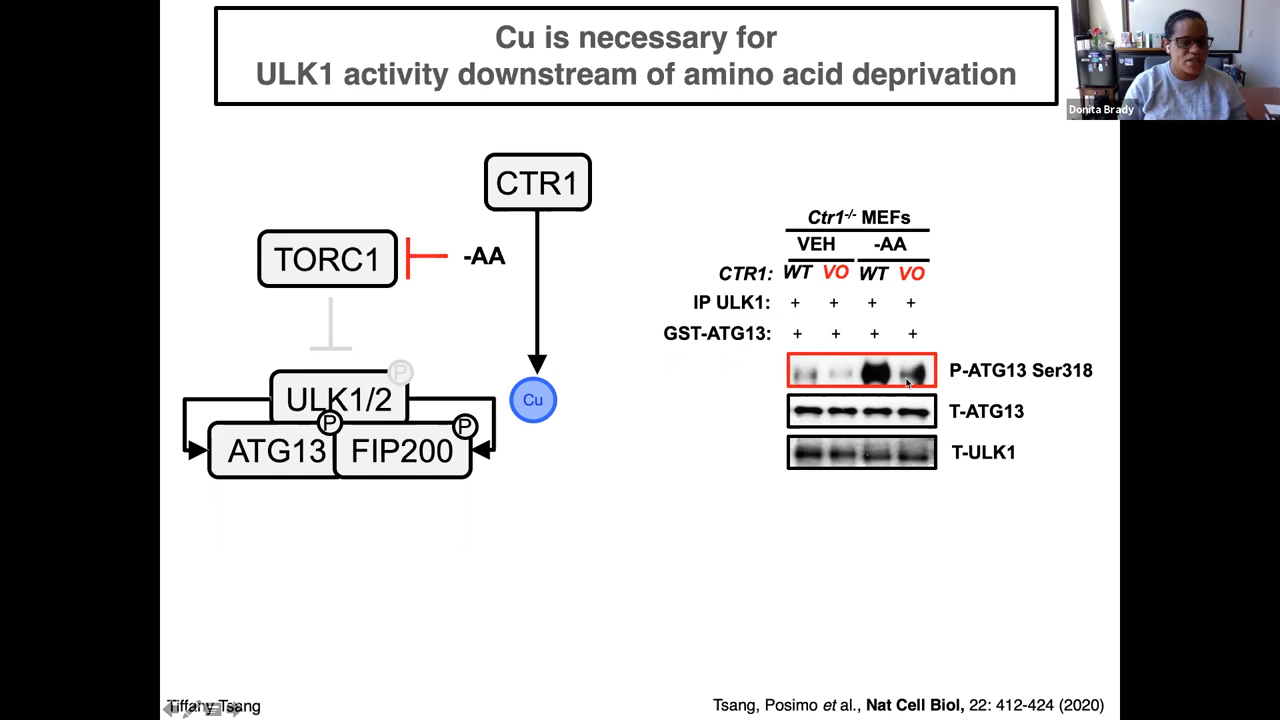 Cu is necessary for
ULK1 activity downstream of amino acid deprivation
Donita Brady
CTR1
TORC1
-AA
P
ULK1/2
Cu
P
P
ATG13
FIP200
Ctr1-/- MEFs
VEH -AA
CTR1: WT VO WT VO
IP ULK1: + + + +
GST-ATG13: + + + +
P-ATG13 Ser318
T-ATG13
T-ULK1
Tiffany Tsang
Tsang, Posimo et al., Nat Cell Biol, 22: 412-424 (2020)